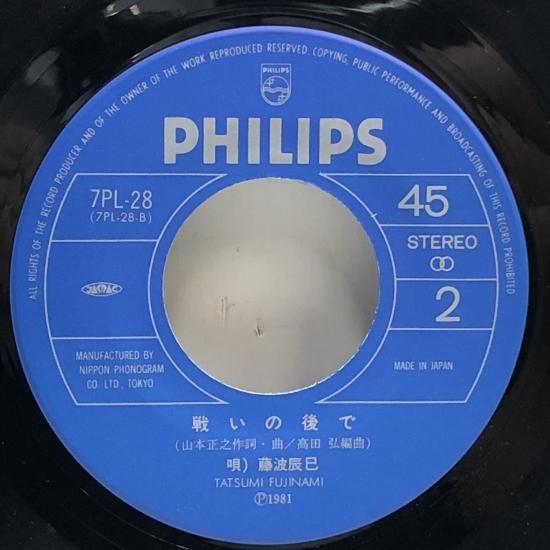 ALL RIGHTS OF THE RECORD PRODUCER AND OF THE OWNER OF THE WORK REPRODUCED RESERVED. COPYING, PUBLIC PERFORMANCE AND BROADCASTING OF THIS RECORD PROHIBITED
PHILIPS
PHILIPS
7PL-28
(7PL-28-B)
45
STEREO
2
JASRAC
MANUFACTURED BY
NIPPON PHONOGRAM
CO. LTD., TOKYO
MADE IN JAPAN
戦いの後で
(山本正之作詞・曲/高田 弘編曲)
唄) 藤波辰巳
TATSUMI FUJINAMI
Ⓟ1981